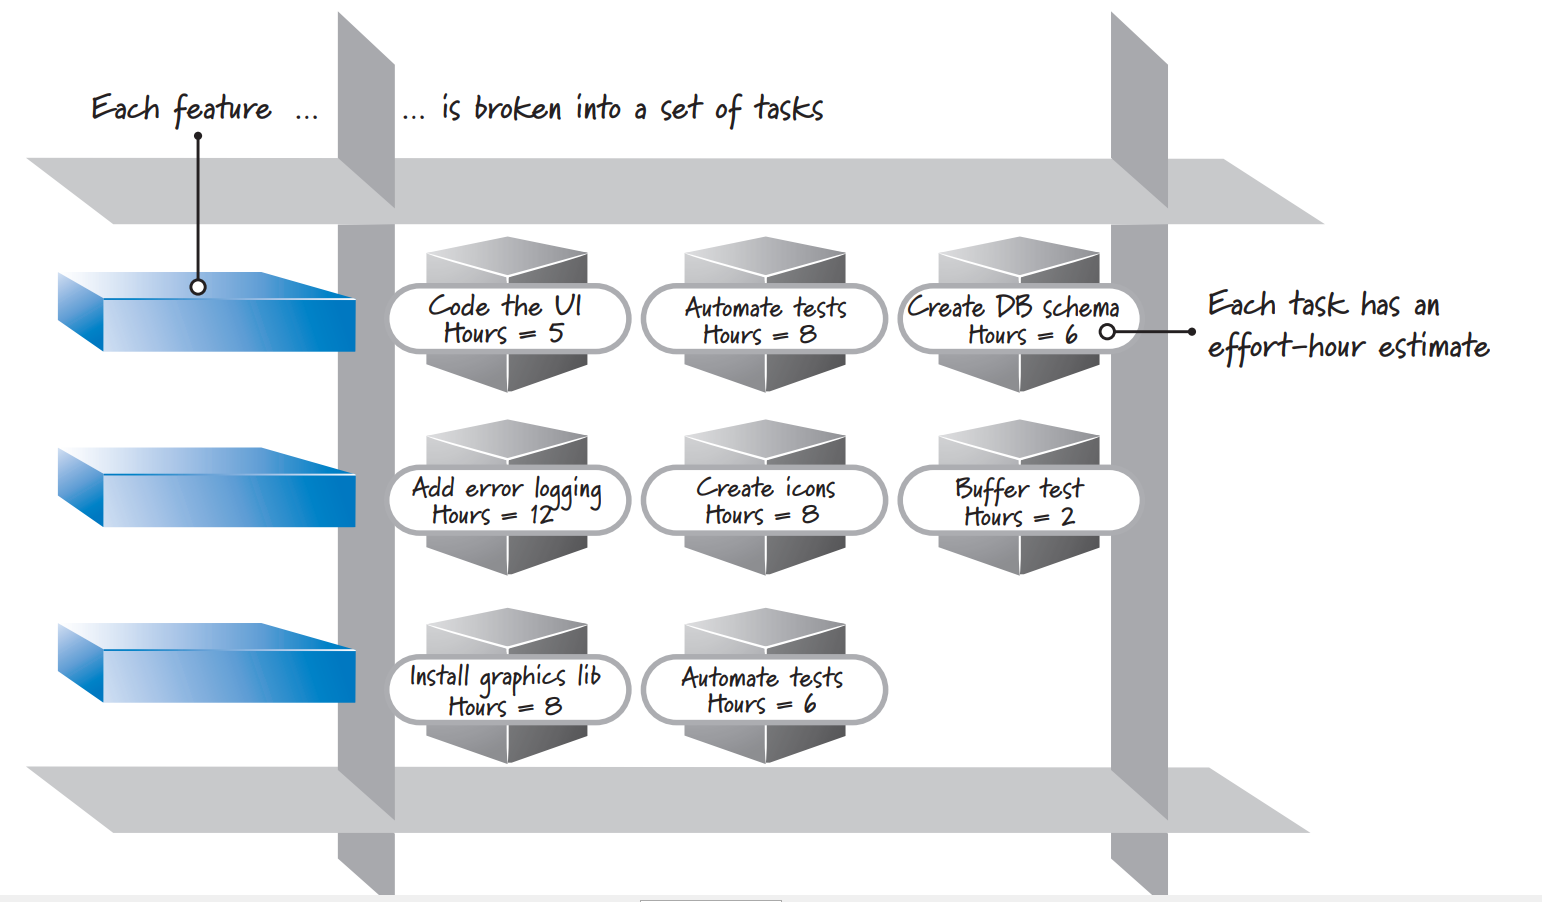 Each feature ...
... is broken into a set of tasks
Code the UI
Hours = 5
Automate tests
Hours = 8
Create DB schema
Hours = 6
Each task has an
effort-hour estimate
Add error logging
Hours = 12
Create icons
Hours = 8
Buffer test
Hours = 2
Install graphics lib
Hours = 8
Automate tests
Hours = 6